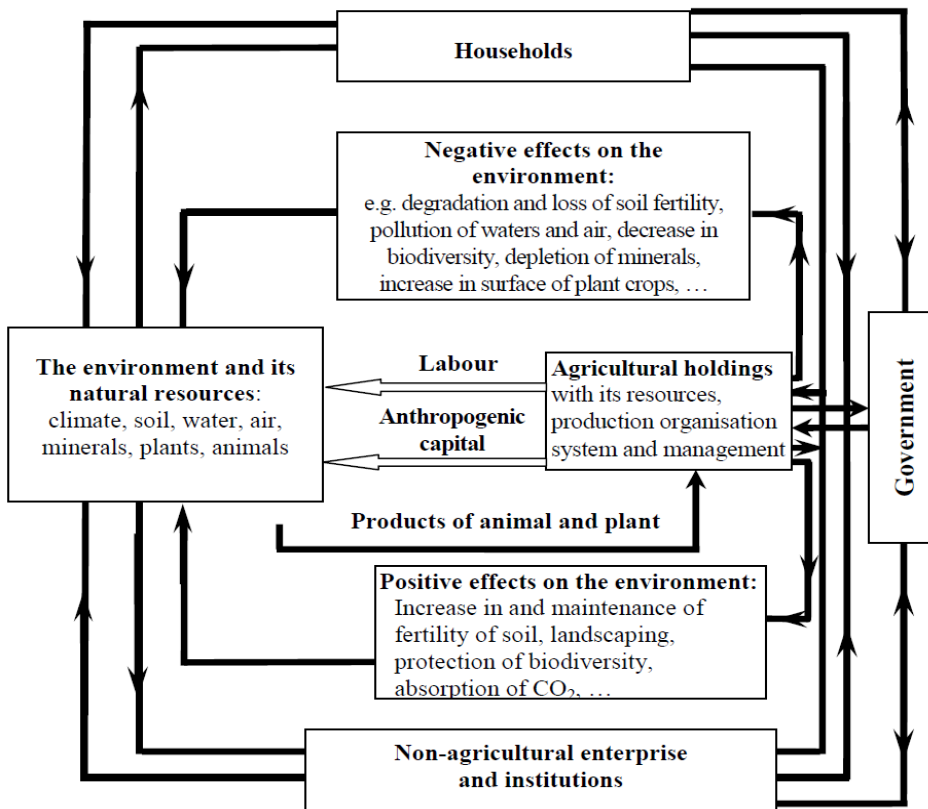 Households
Negative effects on the
environment:
e.g. degradation and loss of soil fertility,
pollution of waters and air, decrease in
biodiversity, depletion of minerals,
increase in surface of plant crops, …
The environment and its
natural resources:
climate, soil, water, air,
minerals, plants, animals
Labour
Anthropogenic
capital
Agricultural holdings
with its resources,
production organisation
system and management
Government
Products of animal and plant
Positive effects on the environment:
Increase in and maintenance of
fertility of soil, landscaping,
protection of biodiversity,
absorption of CO₂, …
Non-agricultural enterprise
and institutions